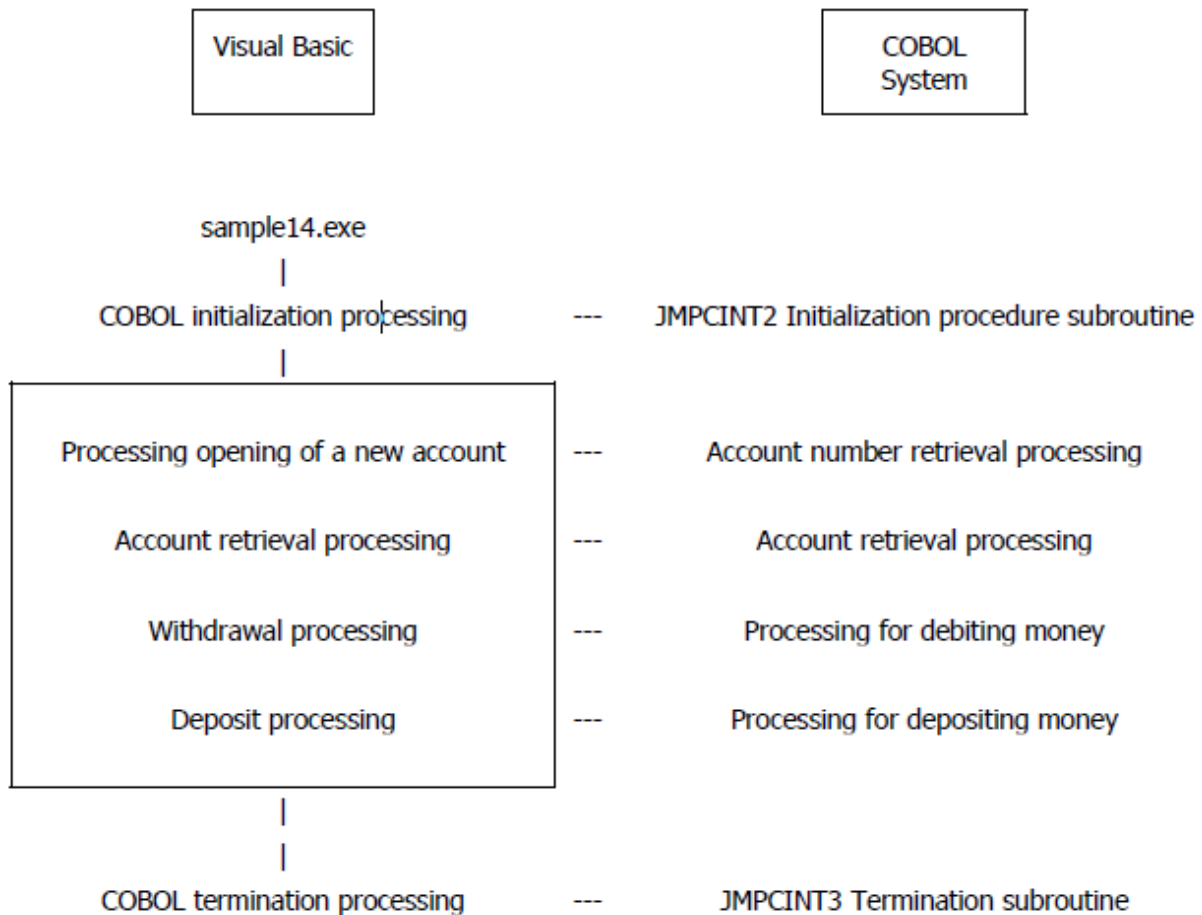 Visual Basic
COBOL
System
sample14.exe
|
COBOL initialization processing --- JMPCINT2 Initialization procedure subroutine
|
Processing opening of a new account --- Account number retrieval processing
Account retrieval processing --- Account retrieval processing
Withdrawal processing --- Processing for debiting money
Deposit processing --- Processing for depositing money
|
|
COBOL termination processing --- JMPCINT3 Termination subroutine